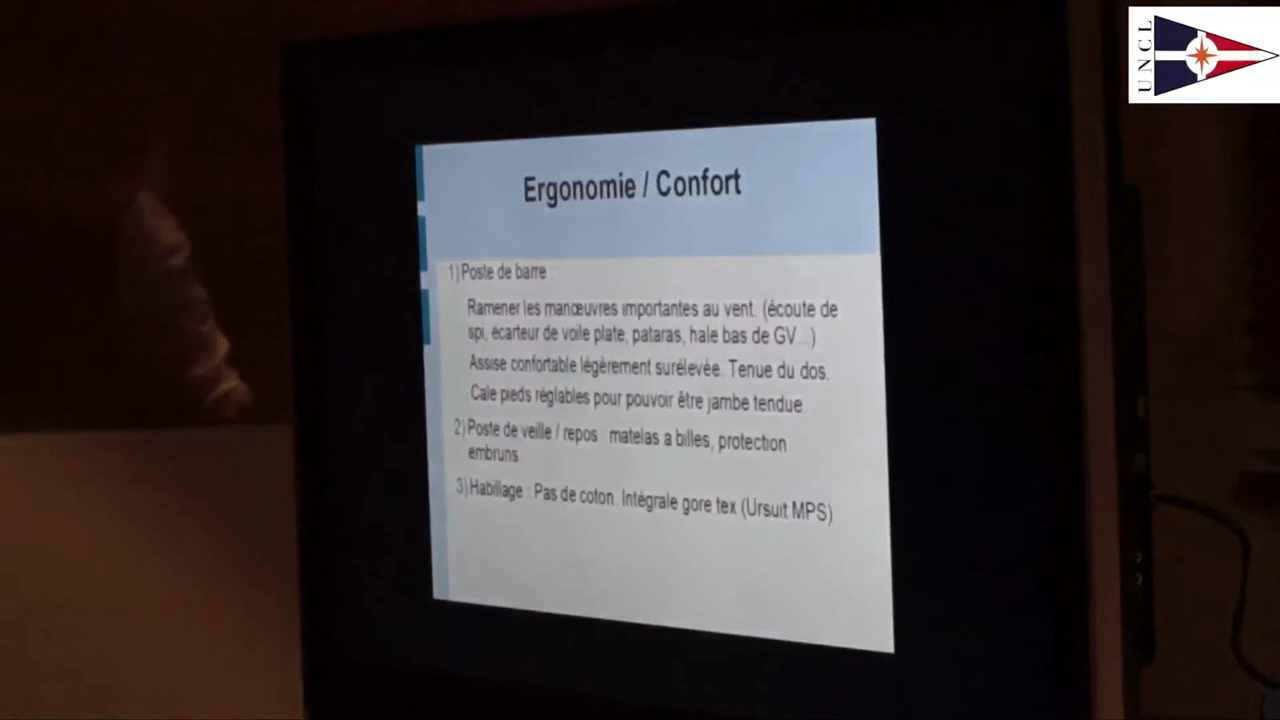 UNCL
Ergonomie / Confort
1) Poste de barre :
Ramener les manœuvres importantes au vent. (écoute de
spi, écarteur de voile plate, pataras, hale bas de GV...)
Assise confortable légèrement surélevée. Tenue du dos.
Cale pieds réglables pour pouvoir être jambe tendue.
2) Poste de veille / repos : matelas a billes, protection
embruns.
3) Habillage : Pas de coton. Intégrale gore tex (Ursuit MPS)